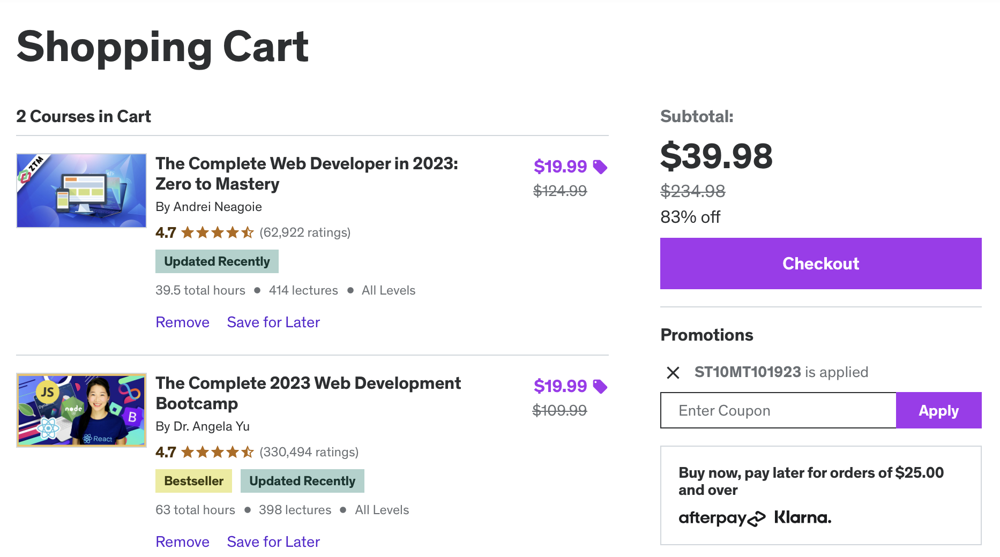 Shopping Cart
2 Courses in Cart
ZTM
The Complete Web Developer in 2023:
Zero to Mastery
By Andrei Neagoie
4.7 (62,922 ratings)
Updated Recently
39.5 total hours ● 414 lectures ● All Levels
Remove Save for Later
$19.99
$124.99
JS
node
B
React
The Complete 2023 Web Development
Bootcamp
By Dr. Angela Yu
4.7 (330,494 ratings)
Bestseller Updated Recently
63 total hours ● 398 lectures ● All Levels
Remove Save for Later
$19.99
$109.99
Subtotal:
$39.98
$234.98
83% off
Checkout
Promotions
ST10MT101923 is applied
Enter Coupon Apply
Buy now, pay later for orders of $25.00
and over
afterpay Klarna.